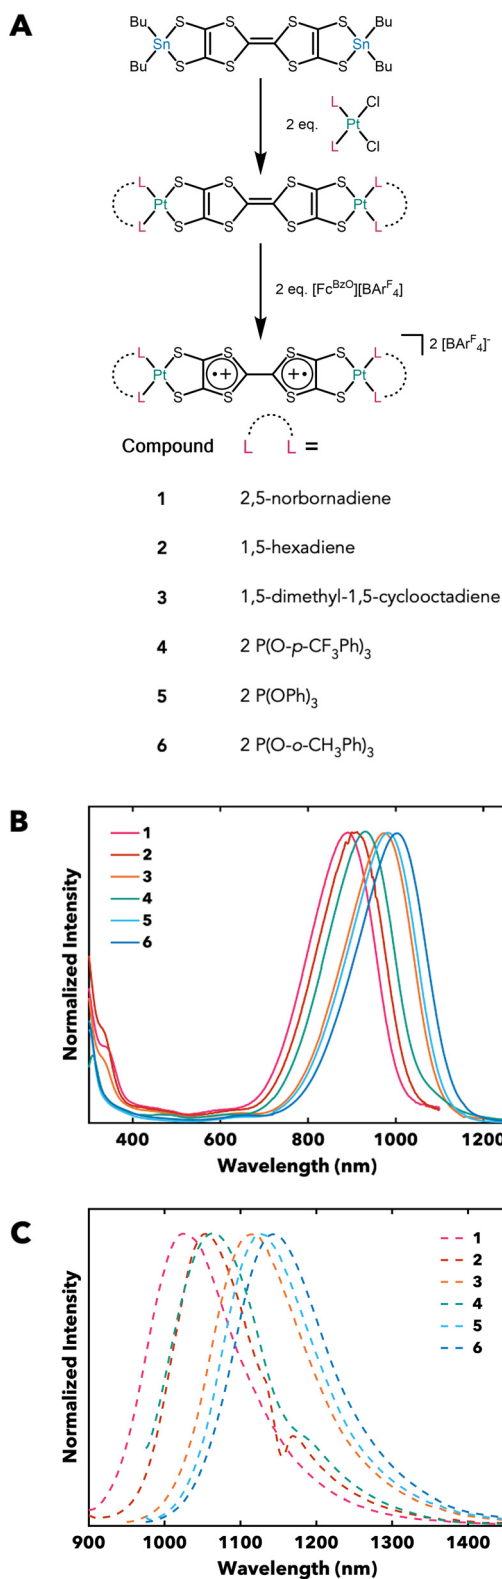 A
Bu Bu
S S S S
Sn Sn
S S S S
Bu Bu
L Cl
2 eq. Pt
L Cl
L S S S S L
Pt Pt
L S S S S L
2 eq. [Fc^BzO][BAr^F_4]
L S S S S L 2 [BAr^F_4]^-
Pt •+ +• Pt
L S S S S L
Compound L L =
1 2,5-norbornadiene
2 1,5-hexadiene
3 1,5-dimethyl-1,5-cyclooctadiene
4 2 P(O-p-CF₃Ph)₃
5 2 P(OPh)₃
6 2 P(O-o-CH₃Ph)₃
B
Normalized Intensity
1
2
3
4
5
6
400 600 800 1000 1200
Wavelength (nm)
C
Normalized Intensity
1
2
3
4
5
6
900 1000 1100 1200 1300 1400
Wavelength (nm)